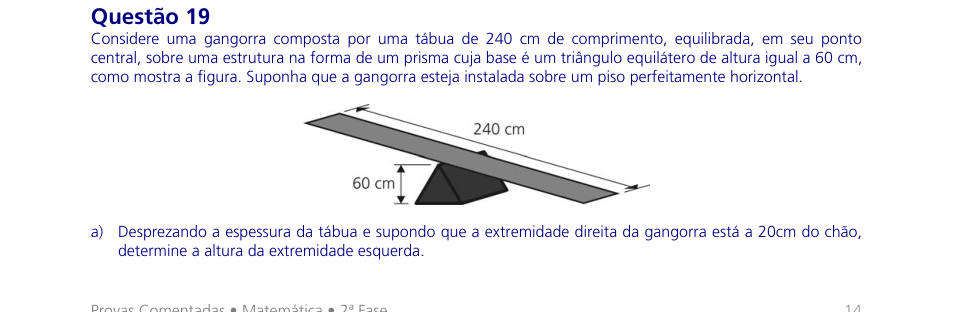 Questão 19
Considere uma gangorra composta por uma tábua de 240 cm de comprimento, equilibrada, em seu ponto
central, sobre uma estrutura na forma de um prisma cuja base é um triângulo equilátero de altura igual a 60 cm,
como mostra a figura. Suponha que a gangorra esteja instalada sobre um piso perfeitamente horizontal.
240 cm
60 cm
a) Desprezando a espessura da tábua e supondo que a extremidade direita da gangorra está a 20cm do chão,
determine a altura da extremidade esquerda.
Provas Comentadas • Matemática • 2ª Fase 14